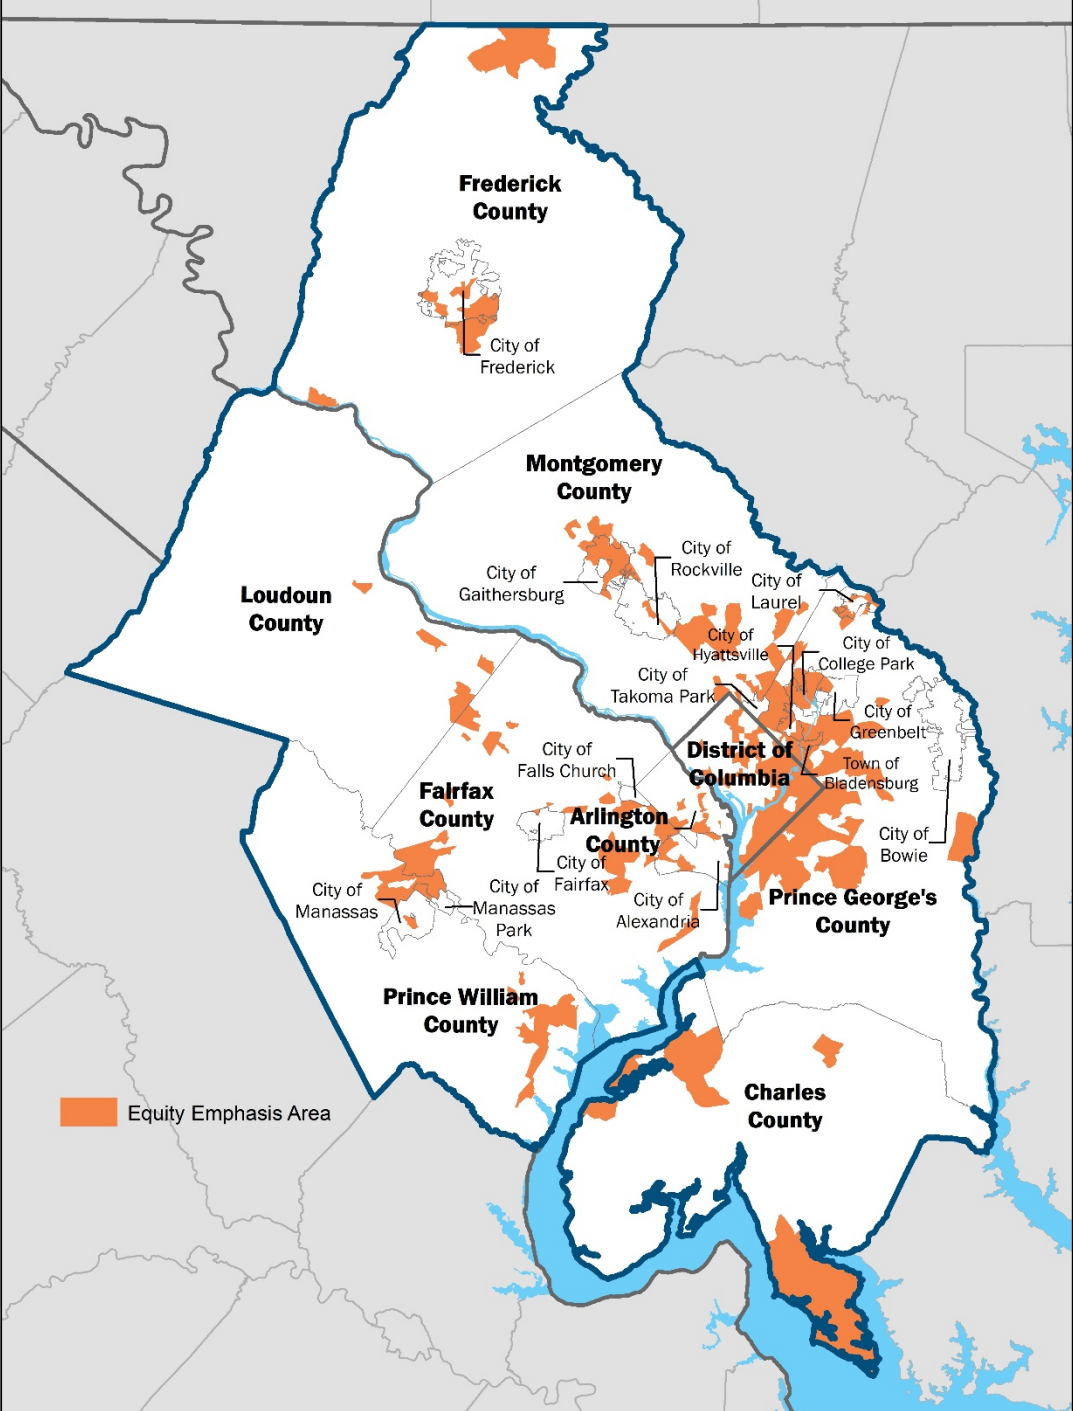 Frederick
County
City of
Frederick
Montgomery
County
City of
Rockville
City of
Gaithersburg
City of
Laurel
Loudoun
County
City of
Hyattsville
City of
College Park
City of
Takoma Park
City of
Greenbelt
District of
Columbia
City of
Falls Church
Town of
Bladensburg
Fairfax
County
Arlington
County
City of
Bowie
City of
Fairfax
City of
Manassas
City of
Manassas
Park
City of
Alexandria
Prince George's
County
Prince William
County
Charles
County
Equity Emphasis Area